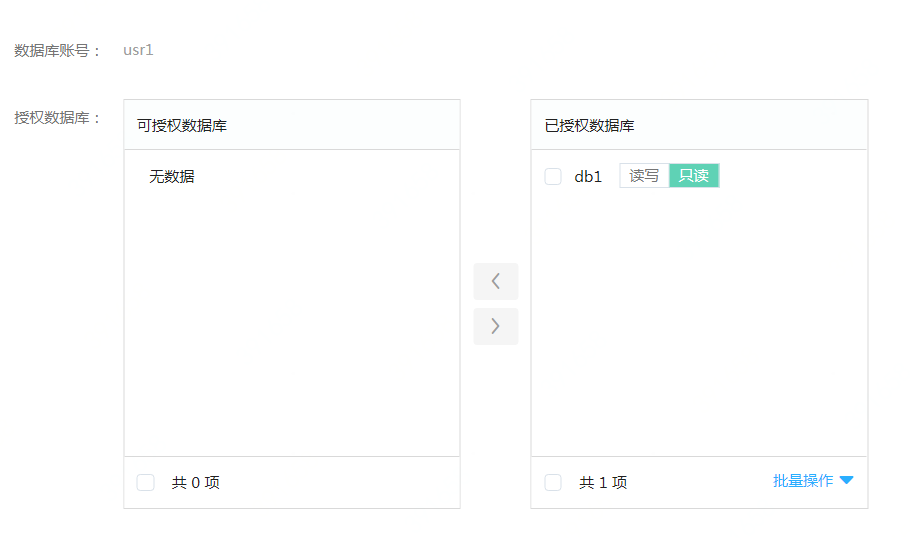 数据库账号： usr1
授权数据库：
可授权数据库
无数据
共 0 项
已授权数据库
db1 读写 只读
共 1 项 批量操作